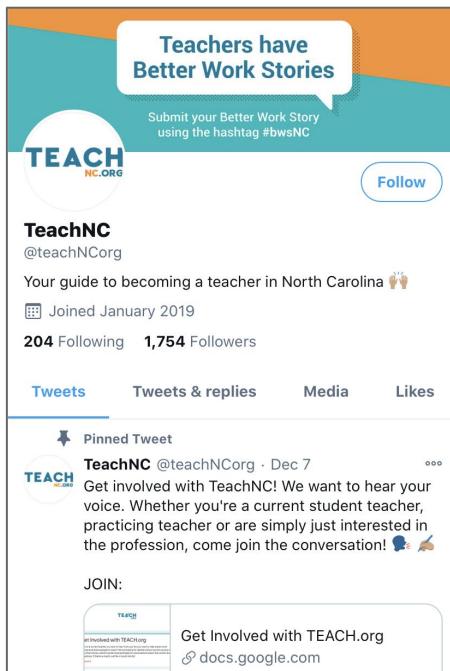 Teachers have
Better Work Stories
Submit your Better Work Story
using the hashtag #bwsNC
TEACH
NC.ORG
Follow
TeachNC
@teachNCorg
Your guide to becoming a teacher in North Carolina 🙌🏼
Joined January 2019
204 Following 1,754 Followers
Tweets Tweets & replies Media Likes
Pinned Tweet
TeachNC @teachNCorg · Dec 7
TEACH
NC.ORG
Get involved with TeachNC! We want to hear your
voice. Whether you're a current student teacher,
practicing teacher or are simply just interested in
the profession, come join the conversation! 🗣️ ✍🏼
JOIN:
TEACH
Get Involved with TEACH.org
Get Involved with TEACH.org
docs.google.com